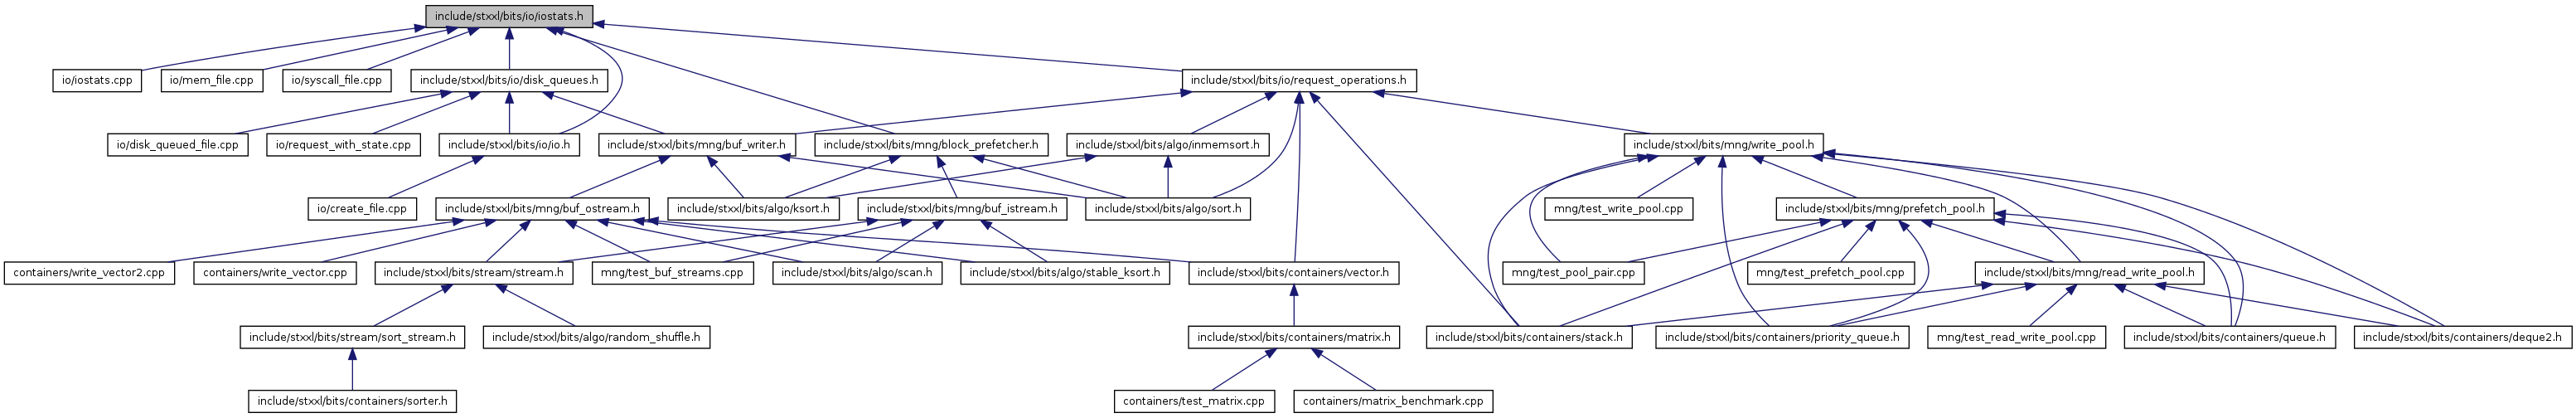 include/stxxl/bits/io/iostats.h
io/iostats.cpp
io/mem_file.cpp
io/syscall_file.cpp
include/stxxl/bits/io/disk_queues.h
include/stxxl/bits/io/request_operations.h
io/disk_queued_file.cpp
io/request_with_state.cpp
include/stxxl/bits/io/io.h
include/stxxl/bits/mng/buf_writer.h
include/stxxl/bits/mng/block_prefetcher.h
include/stxxl/bits/algo/inmemsort.h
include/stxxl/bits/mng/write_pool.h
io/create_file.cpp
include/stxxl/bits/mng/buf_ostream.h
include/stxxl/bits/algo/ksort.h
include/stxxl/bits/mng/buf_istream.h
include/stxxl/bits/algo/sort.h
mng/test_write_pool.cpp
include/stxxl/bits/mng/prefetch_pool.h
containers/write_vector2.cpp
containers/write_vector.cpp
include/stxxl/bits/stream/stream.h
mng/test_buf_streams.cpp
include/stxxl/bits/algo/scan.h
include/stxxl/bits/algo/stable_ksort.h
include/stxxl/bits/containers/vector.h
mng/test_pool_pair.cpp
mng/test_prefetch_pool.cpp
include/stxxl/bits/mng/read_write_pool.h
include/stxxl/bits/stream/sort_stream.h
include/stxxl/bits/algo/random_shuffle.h
include/stxxl/bits/containers/matrix.h
include/stxxl/bits/containers/stack.h
include/stxxl/bits/containers/priority_queue.h
mng/test_read_write_pool.cpp
include/stxxl/bits/containers/queue.h
include/stxxl/bits/containers/deque2.h
include/stxxl/bits/containers/sorter.h
containers/test_matrix.cpp
containers/matrix_benchmark.cpp